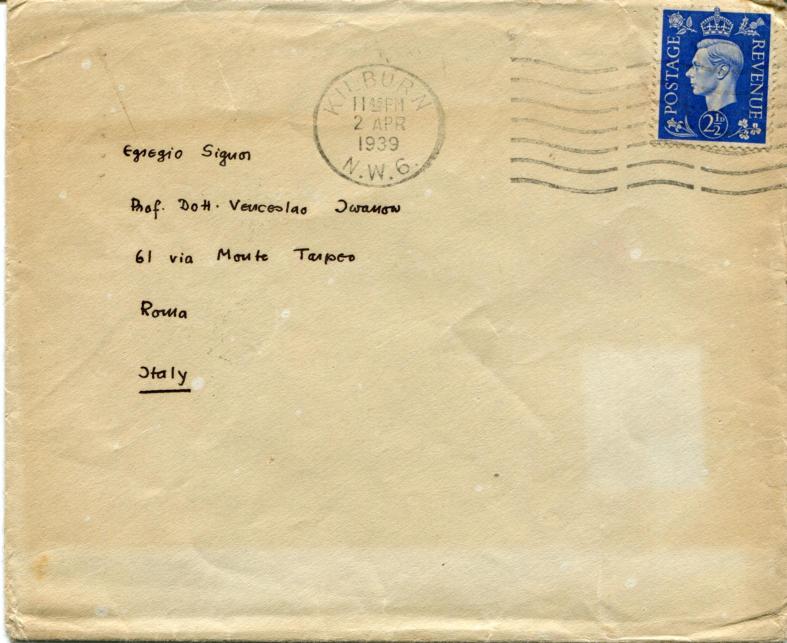 POSTAGE REVENUE
2½D
KILBURN
11 45 PM
2 APR
1939
N.W.6.
Egregio Signor
Prof. Dott. Venceslao Iwanow
61 via Monte Tarpeo
Roma
Italy